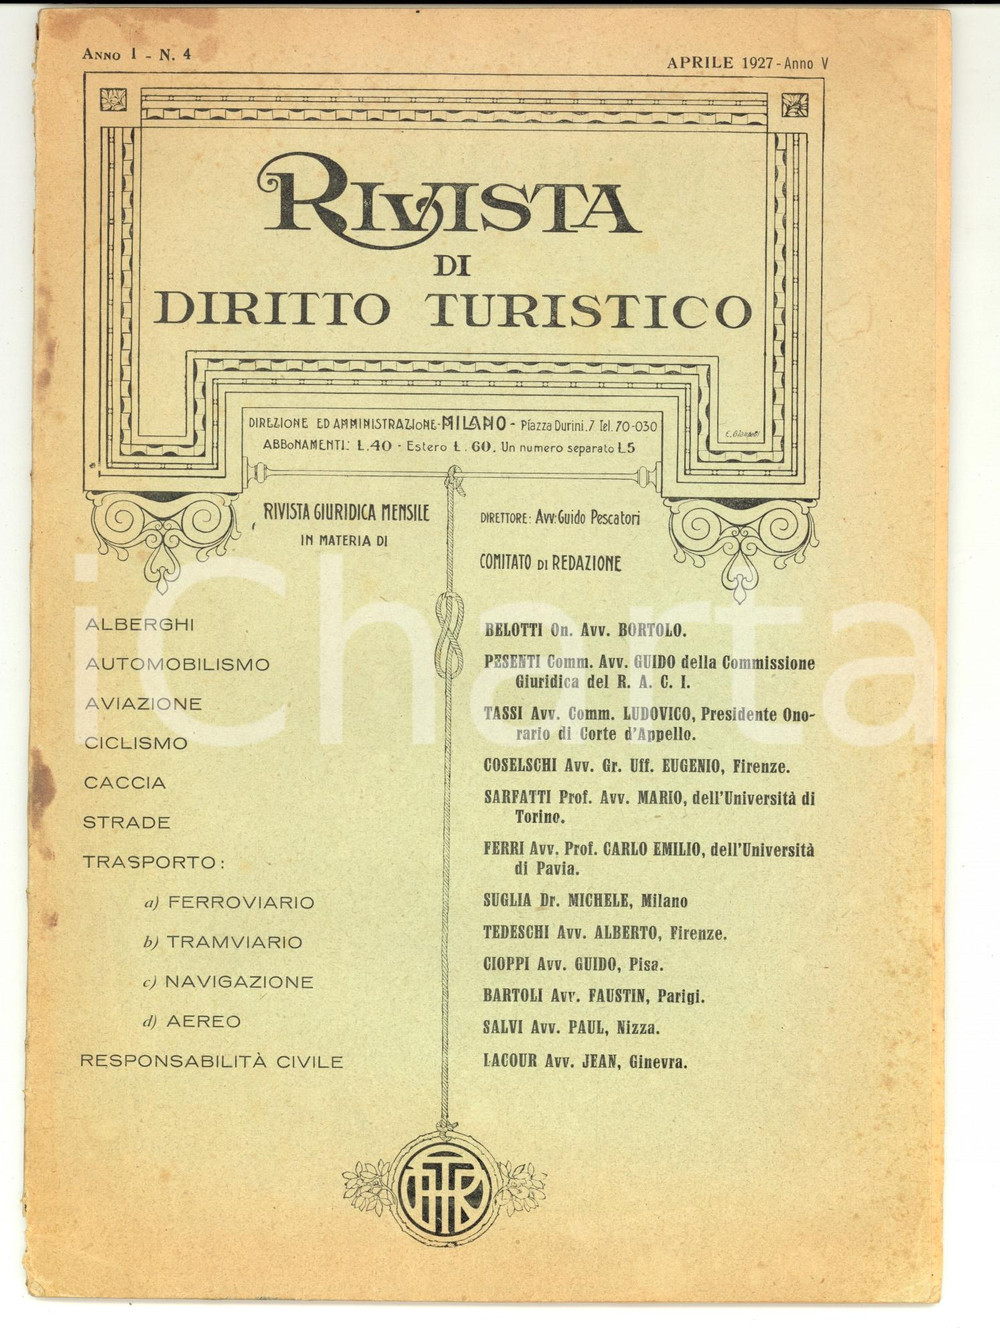 Anno I - N. 4
APRILE 1927 - Anno V
RIVISTA
DI
DIRITTO TURISTICO
DIREZIONE ED AMMINISTRAZIONE - MILANO - Piazza Durini. 7 Tel. 70-030
ABBONAMENTI: L. 40 - Estero L. 60. Un numero separato L5
RIVISTA GIURIDICA MENSILE
IN MATERIA DI
ALBERGHI
AUTOMOBILISMO
AVIAZIONE
CICLISMO
CACCIA
STRADE
TRASPORTO:
a) FERROVIARIO
b) TRAMVIARIO
c) NAVIGAZIONE
d) AEREO
RESPONSABILITÀ CIVILE
DIRETTORE: Avv: Guido Pescatori
COMITATO DI REDAZIONE
BELOTTI On. Avv. BORTOLO.
PESENTI Comm. Avv. GUIDO della Commissione
Giuridica del R. A. C. I.
TASSI Avv. Comm. LUDOVICO, Presidente Ono-
rario di Corte d'Appello.
COSELSCHI Avv. Gr. Uff. EUGENIO, Firenze.
SARFATTI Prof. Avv. MARIO, dell'Università di
Torino.
FERRI Avv. Prof. CARLO EMILIO, dell'Università
di Pavia.
SUGLIA Dr. MICHELE, Milano
TEDESCHI Avv. ALBERTO, Firenze.
CIOPPI Avv. GUIDO, Pisa.
BARTOLI Avv. FAUSTIN, Parigi.
SALVI Avv. PAUL, Nizza.
LACOUR Avv. JEAN, Ginevra.
iCharta